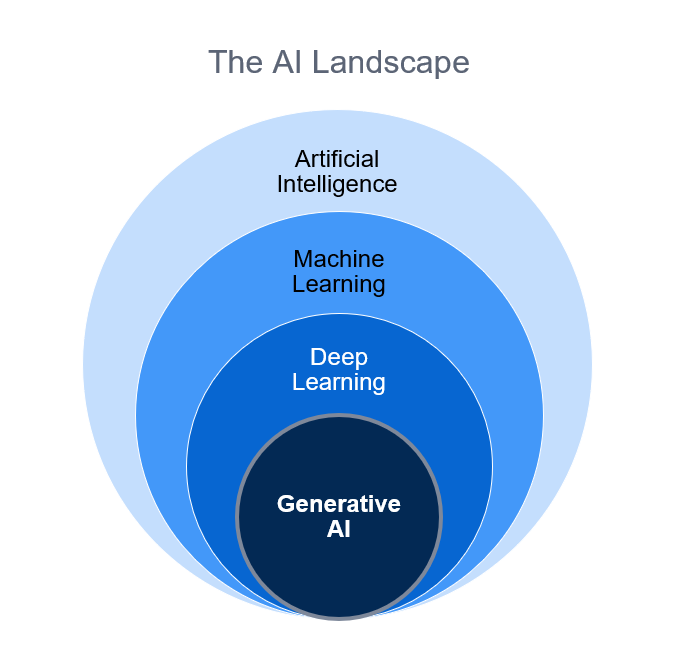 The AI Landscape
Artificial
Intelligence
Machine
Learning
Deep
Learning
Generative
AI